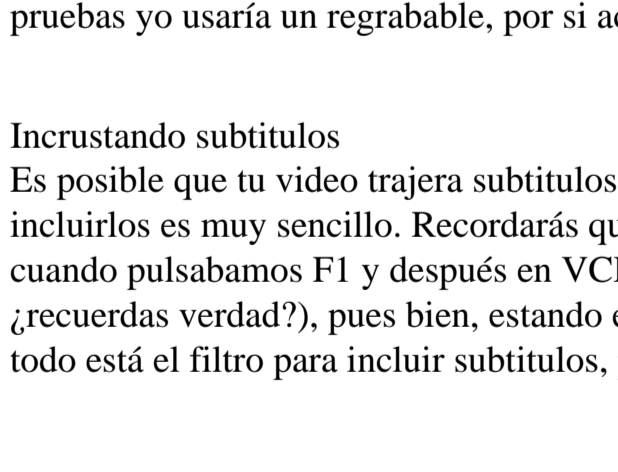 pruebas yo usaría un regrabable, por si
Incrustando subtitulos
Es posible que tu video trajera subtitulos
incluirlos es muy sencillo. Recordarás
cuando pulsabamos F1 y después en
¿recuerdas verdad?), pues bien, estando
todo está el filtro para incluir subtitulos,